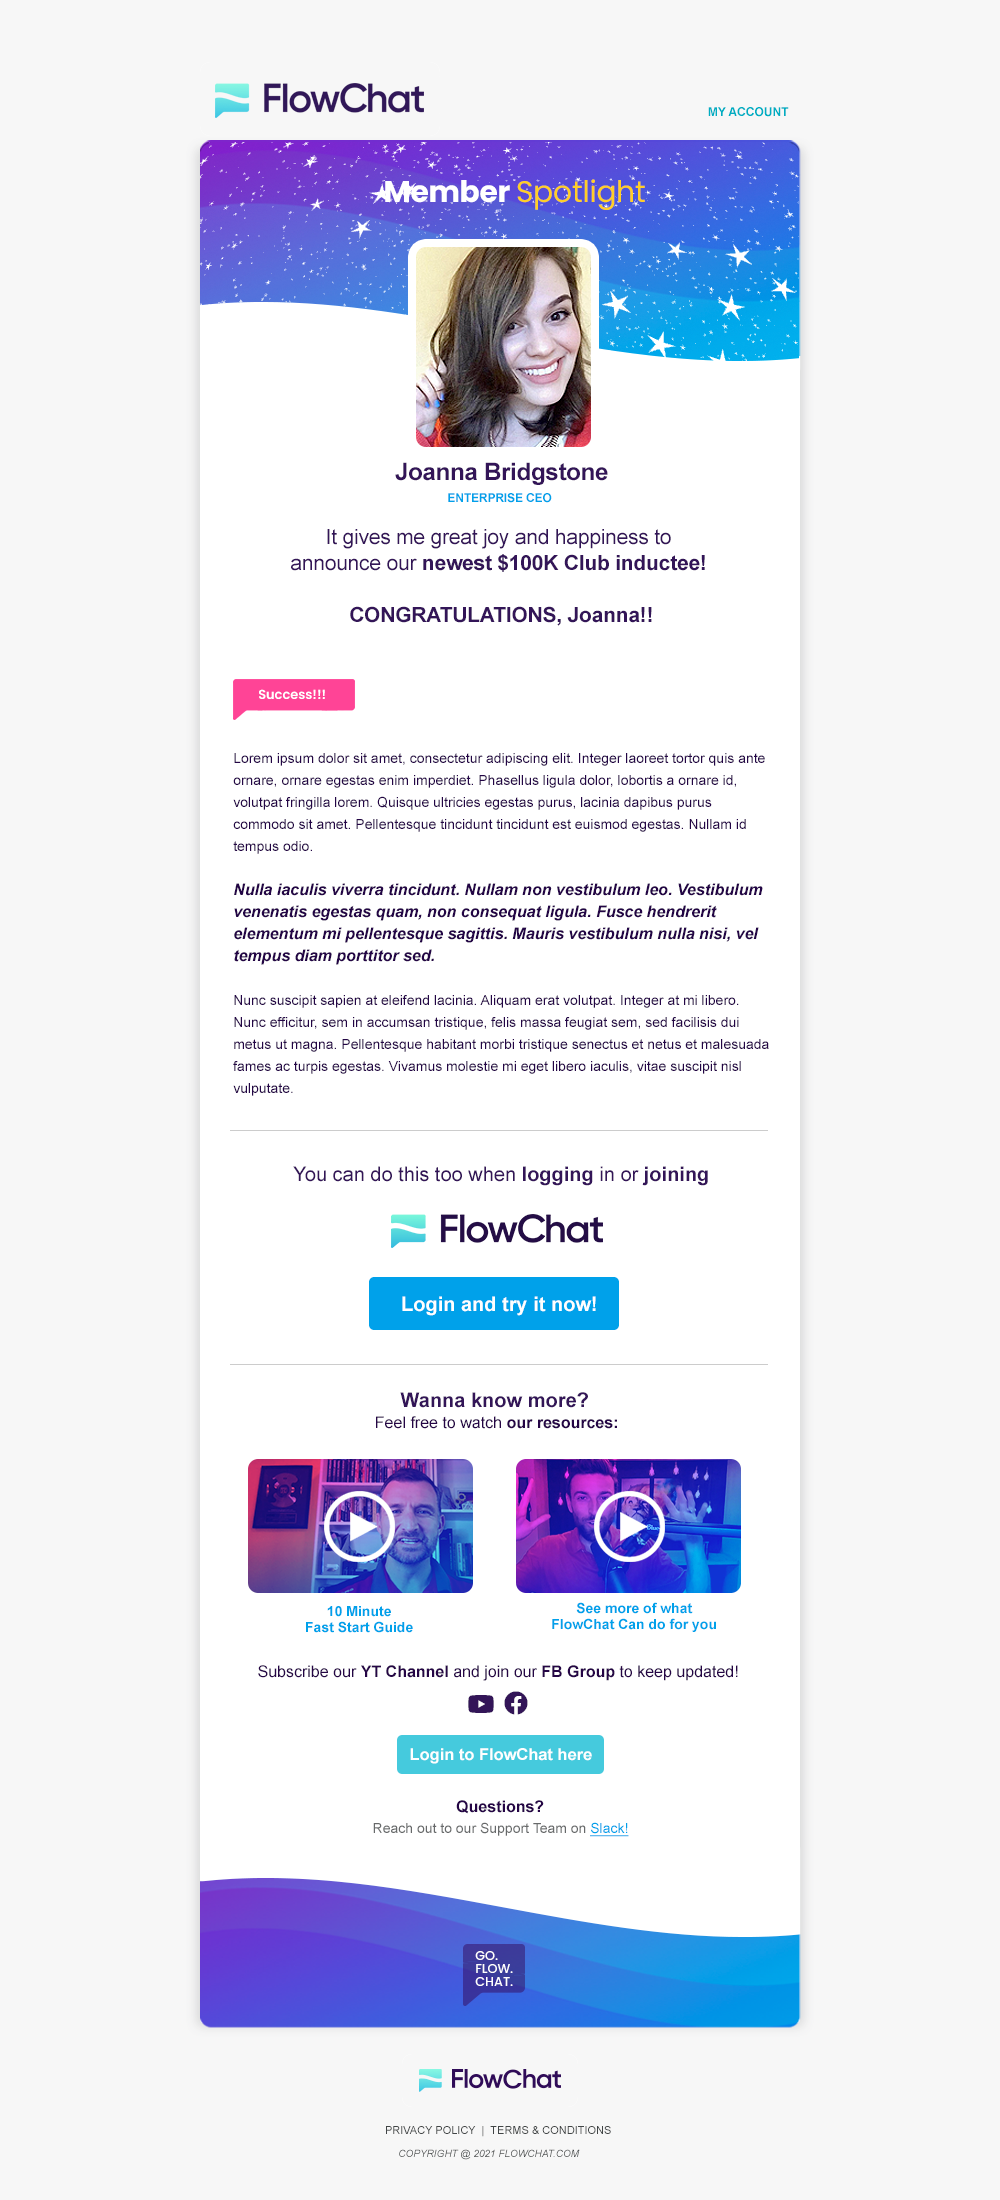 FlowChat
MY ACCOUNT
Member Spotlight
Joanna Bridgstone
ENTERPRISE CEO
It gives me great joy and happiness to
announce our newest $100K Club inductee!
CONGRATULATIONS, Joanna!!
Success!!!
Lorem ipsum dolor sit amet, consectetur adipiscing elit. Integer laoreet tortor quis ante
ornare, ornare egestas enim imperdiet. Phasellus ligula dolor, lobortis a ornare id,
volutpat fringilla lorem. Quisque ultricies egestas purus, lacinia dapibus purus
commodo sit amet. Pellentesque tincidunt tincidunt est euismod egestas. Nullam id
tempus odio.
Nulla iaculis viverra tincidunt. Nullam non vestibulum leo. Vestibulum
venenatis egestas quam, non consequat ligula. Fusce hendrerit
elementum mi pellentesque sagittis. Mauris vestibulum nulla nisi, vel
tempus diam porttitor sed.
Nunc suscipit sapien at eleifend lacinia. Aliquam erat volutpat. Integer at mi libero.
Nunc efficitur, sem in accumsan tristique, felis massa feugiat sem, sed facilisis dui
metus ut magna. Pellentesque habitant morbi tristique senectus et netus et malesuada
fames ac turpis egestas. Vivamus molestie mi eget libero iaculis, vitae suscipit nisl
vulputate.
You can do this too when logging in or joining
FlowChat
Login and try it now!
Wanna know more?
Feel free to watch our resources:
10 Minute
Fast Start Guide
See more of what
FlowChat Can do for you
Subscribe our YT Channel and join our FB Group to keep updated!
Login to FlowChat here
Questions?
Reach out to our Support Team on Slack!
GO.
FLOW.
CHAT.
FlowChat
PRIVACY POLICY | TERMS & CONDITIONS
COPYRIGHT @ 2021 FLOWCHAT.COM